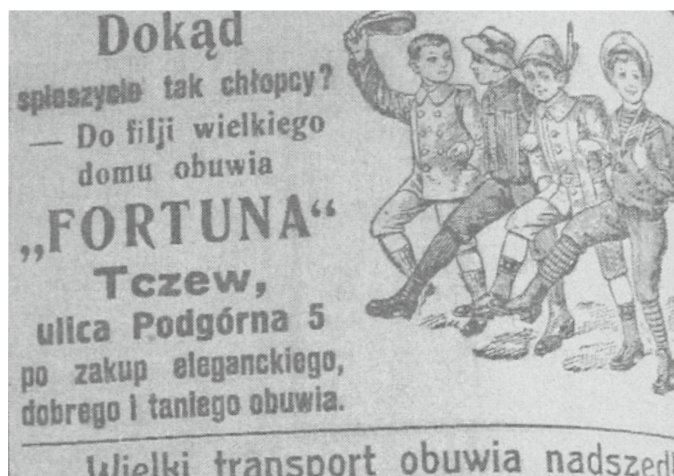 Dokąd
spieszycie tak chłopcy?
— Do filji wielkiego
domu obuwia
„FORTUNA“
Tczew,
ulica Podgórna 5
po zakup eleganckiego,
dobrego i taniego obuwia.
Wielki transport obuwia nadszedł